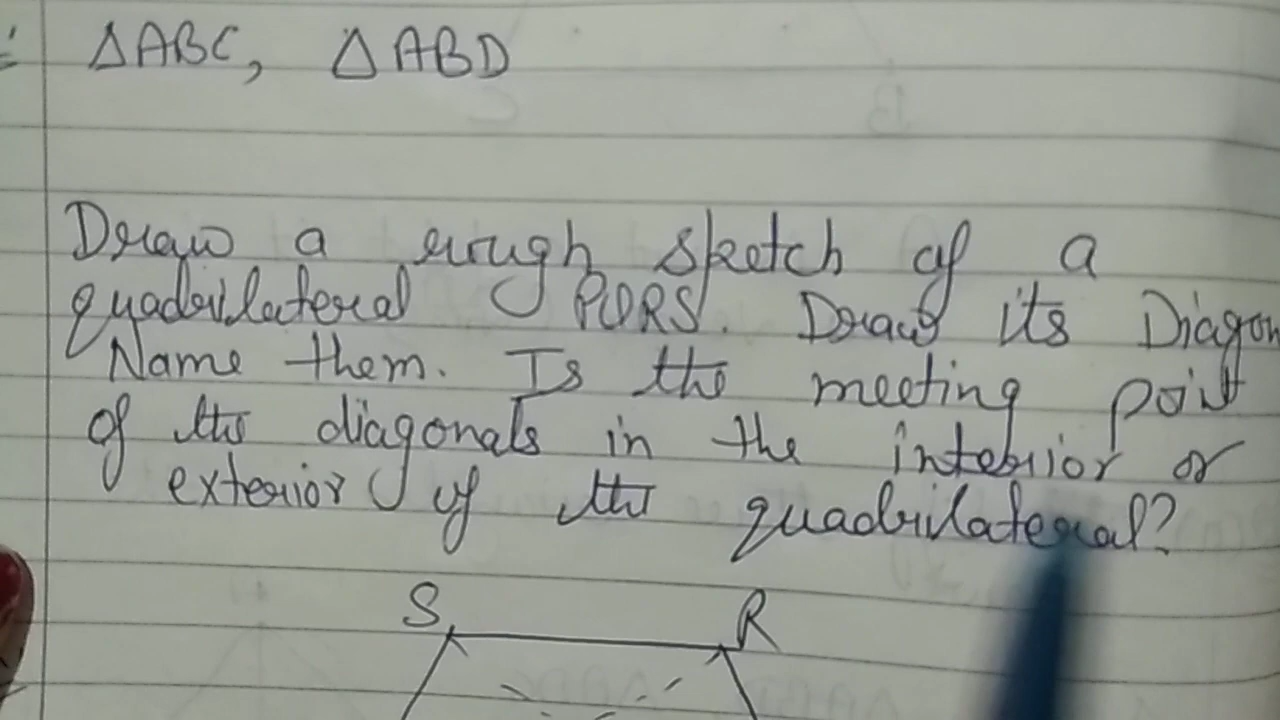 ΔABC, ΔABD
Draw a rough sketch of a
quadrilateral PQRS. Draw its Diagon
Name them. Is the meeting point
of the diagonals in the interior or
exterior of the quadrilateral?
S R